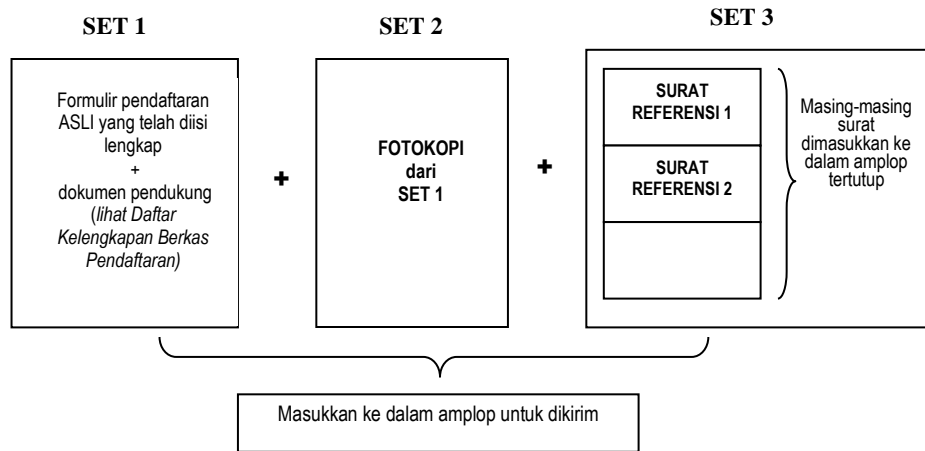 SET 1
SET 2
SET 3
Formulir pendaftaran
ASLI yang telah diisi
lengkap
+
dokumen pendukung
(lihat Daftar
Kelengkapan Berkas
Pendaftaran)
+
FOTOKOPI
dari
SET 1
+
SURAT
REFERENSI 1
SURAT
REFERENSI 2
Masing-masing
surat
dimasukkan ke
dalam amplop
tertutup
Masukkan ke dalam amplop untuk dikirim